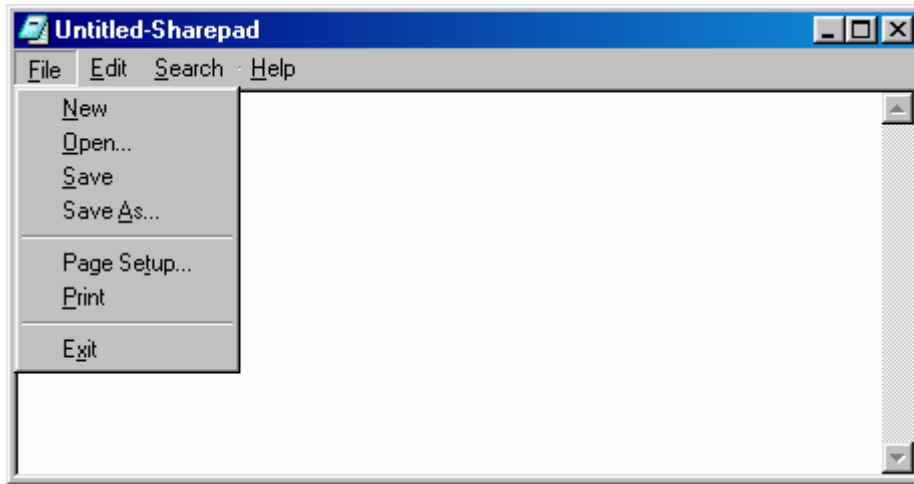 Untitled-Sharepad
File Edit Search Help
New
Open...
Save
Save As...
Page Setup...
Print
Exit